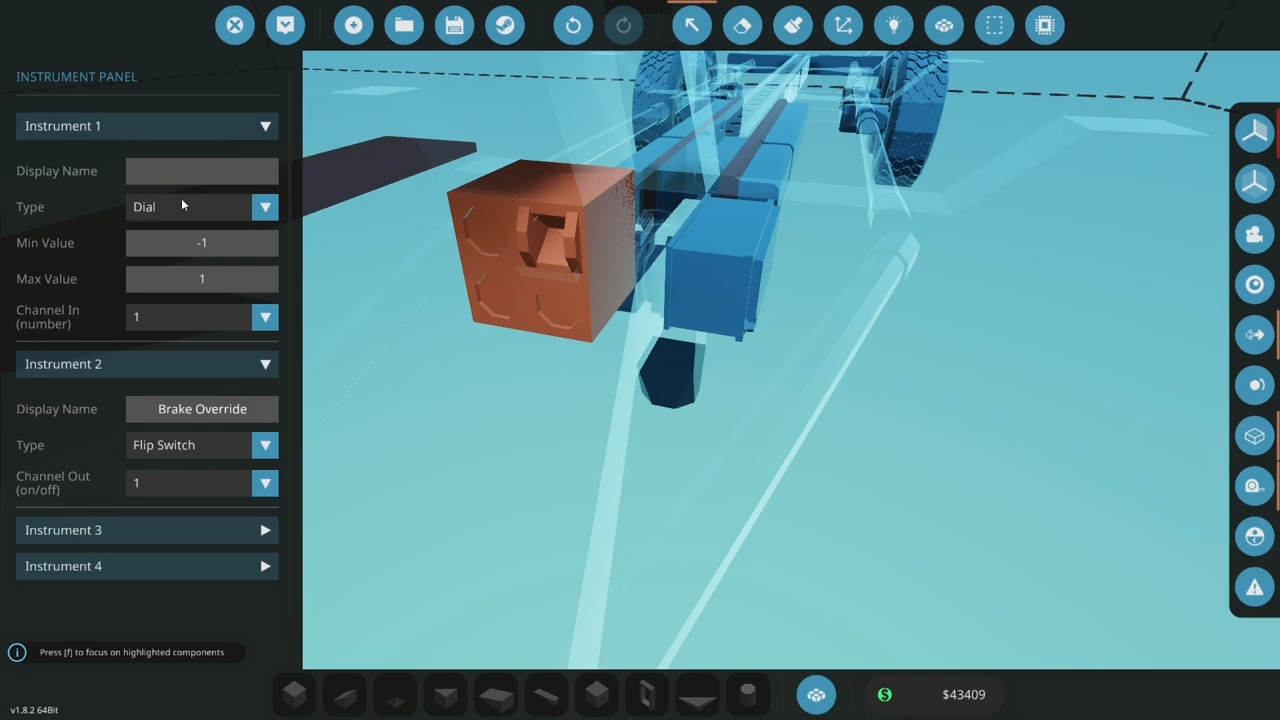 INSTRUMENT PANEL
Instrument 1
Display Name
Type
Dial
Min Value
-1
Max Value
1
Channel In
(number)
1
Instrument 2
Display Name
Brake Override
Type
Flip Switch
Channel Out
(on/off)
1
Instrument 3
Instrument 4
i
Press [f] to focus on highlighted components
v1.8.2 64Bit
$
$43409